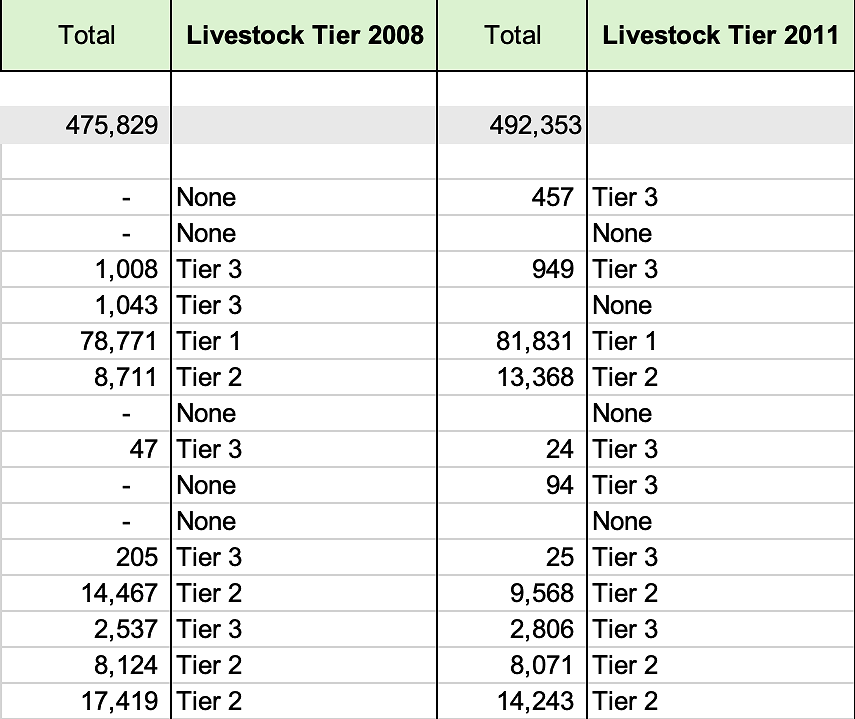 Total Livestock Tier 2008 Total Livestock Tier 2011
475,829 492,353
- None 457 Tier 3
- None None
1,008 Tier 3 949 Tier 3
1,043 Tier 3 None
78,771 Tier 1 81,831 Tier 1
8,711 Tier 2 13,368 Tier 2
- None None
47 Tier 3 24 Tier 3
- None 94 Tier 3
- None None
205 Tier 3 25 Tier 3
14,467 Tier 2 9,568 Tier 2
2,537 Tier 3 2,806 Tier 3
8,124 Tier 2 8,071 Tier 2
17,419 Tier 2 14,243 Tier 2